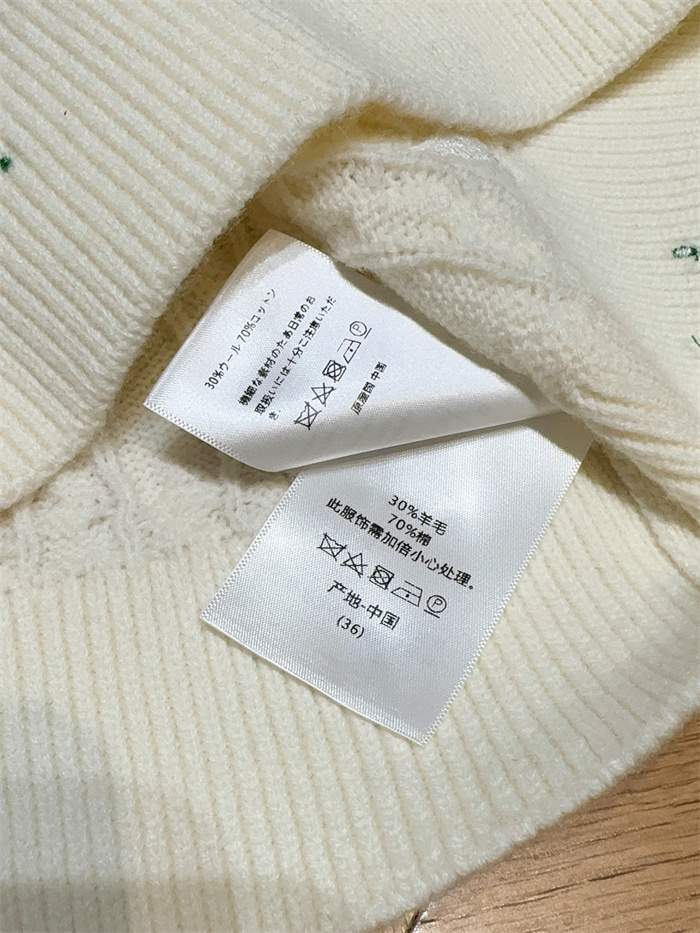 30%ウール 70%コットン
繊細な素材のため日常のお
取扱いには十分ご注意いただ
き、
P
原産国 中国
30%羊毛
70%棉
此服饰需加倍小心处理。
P
产地-中国
(36)